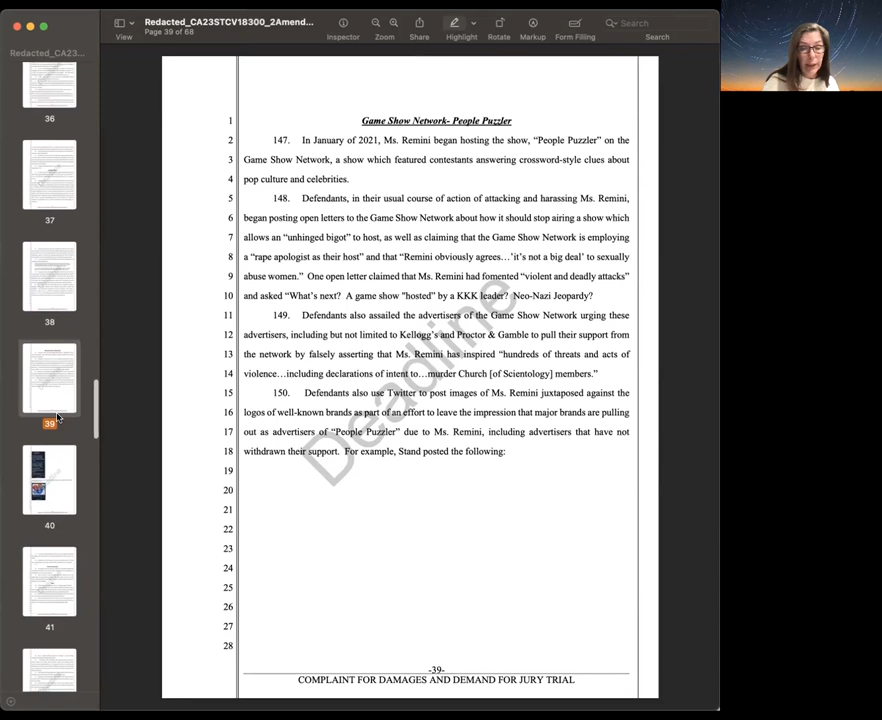 Redacted_CA23STCV18300_2Amend...
Page 39 of 68
View
Inspector
Zoom
Share
Highlight
Rotate
Markup
Form Filling
Search
Search
Redacted_CA23...
36
37
38
39
40
41
1 Game Show Network- People Puzzler
2 147. In January of 2021, Ms. Remini began hosting the show, “People Puzzler” on the
3 Game Show Network, a show which featured contestants answering crossword-style clues about
4 pop culture and celebrities.
5 148. Defendants, in their usual course of action of attacking and harassing Ms. Remini,
6 began posting open letters to the Game Show Network about how it should stop airing a show which
7 allows an “unhinged bigot” to host, as well as claiming that the Game Show Network is employing
8 a “rape apologist as their host” and that “Remini obviously agrees…’it’s not a big deal’ to sexually
9 abuse women.” One open letter claimed that Ms. Remini had fomented “violent and deadly attacks”
10 and asked “What’s next? A game show "hosted” by a KKK leader? Neo-Nazi Jeopardy?
11 149. Defendants also assailed the advertisers of the Game Show Network urging these
12 advertisers, including but not limited to Kellogg’s and Proctor & Gamble to pull their support from
13 the network by falsely asserting that Ms. Remini has inspired “hundreds of threats and acts of
14 violence…including declarations of intent to…murder Church [of Scientology] members.”
15 150. Defendants also use Twitter to post images of Ms. Remini juxtaposed against the
16 logos of well-known brands as part of an effort to leave the impression that major brands are pulling
17 out as advertisers of “People Puzzler” due to Ms. Remini, including advertisers that have not
18 withdrawn their support. For example, Stand posted the following:
19
20
21
22
23
24
25
26
27
28
Deadline
-39-
COMPLAINT FOR DAMAGES AND DEMAND FOR JURY TRIAL